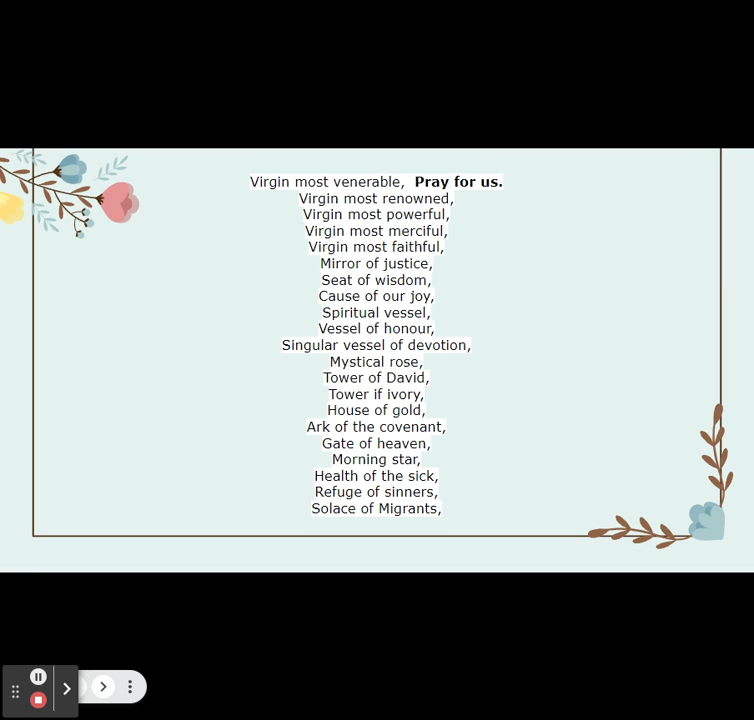 Virgin most venerable,  Pray for us.
Virgin most renowned,
Virgin most powerful,
Virgin most merciful,
Virgin most faithful,
Mirror of justice,
Seat of wisdom,
Cause of our joy,
Spiritual vessel,
Vessel of honour,
Singular vessel of devotion,
Mystical rose,
Tower of David,
Tower if ivory,
House of gold,
Ark of the covenant,
Gate of heaven,
Morning star,
Health of the sick,
Refuge of sinners,
Solace of Migrants,